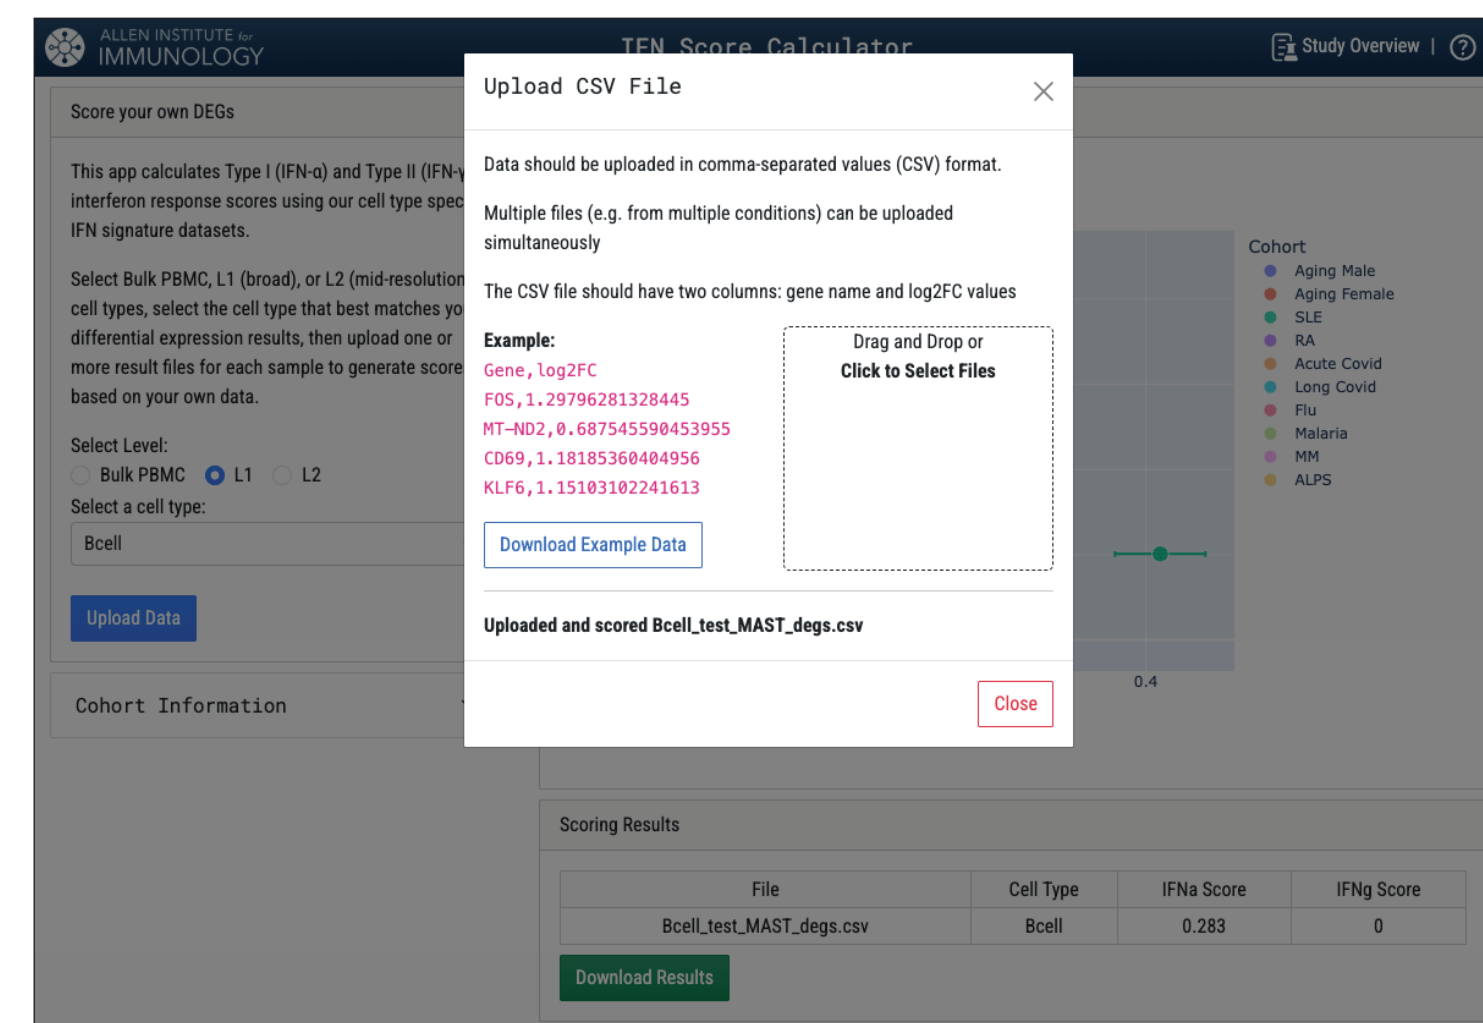 ALLEN INSTITUTE for
IMMUNOLOGY
IFN Score Calculator
Study Overview | ?
Score your own DEGs
This app calculates Type I (IFN-α) and Type II (IFN-γ
interferon response scores using our cell type spec
IFN signature datasets.
Select Bulk PBMC, L1 (broad), or L2 (mid-resolution
cell types, select the cell type that best matches yo
differential expression results, then upload one or
more result files for each sample to generate score
based on your own data.
Select Level:
Bulk PBMC L1 L2
Select a cell type:
Bcell
Upload Data
Cohort Information
Upload CSV File
Data should be uploaded in comma-separated values (CSV) format.
Multiple files (e.g. from multiple conditions) can be uploaded
simultaneously
The CSV file should have two columns: gene name and log2FC values
Example:
Gene,log2FC
FOS,1.29796281328445
MT-ND2,0.687545590453955
CD69,1.18185360404956
KLF6,1.15103102241613
Download Example Data
Drag and Drop or
Click to Select Files
Uploaded and scored Bcell_test_MAST_degs.csv
Close
Cohort
Aging Male
Aging Female
SLE
RA
Acute Covid
Long Covid
Flu
Malaria
MM
ALPS
0.4
Scoring Results
File Cell Type IFNa Score IFNg Score
Bcell_test_MAST_degs.csv Bcell 0.283 0
Download Results